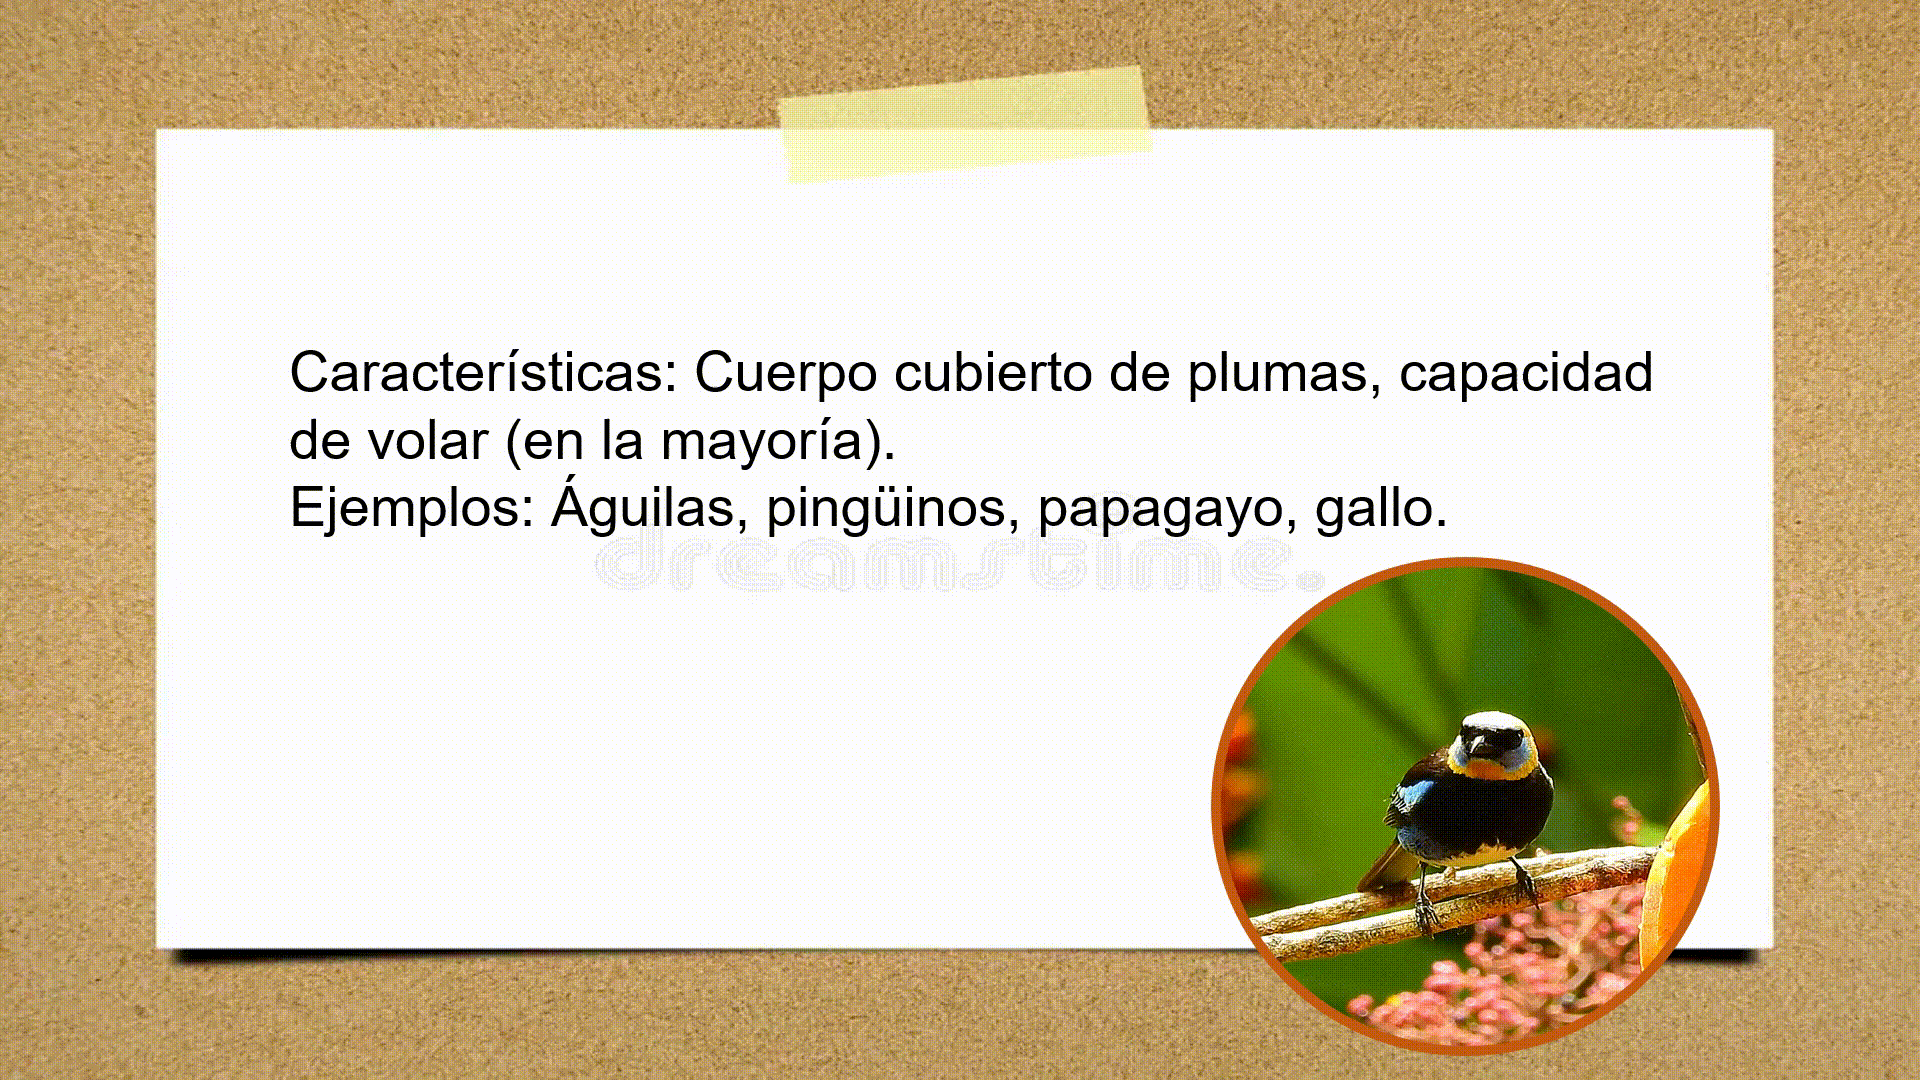 Características: Cuerpo cubierto de plumas, capacidad
de volar (en la mayoría).
Ejemplos: Águilas, pingüinos, papagayo, gallo.
dreamstime.